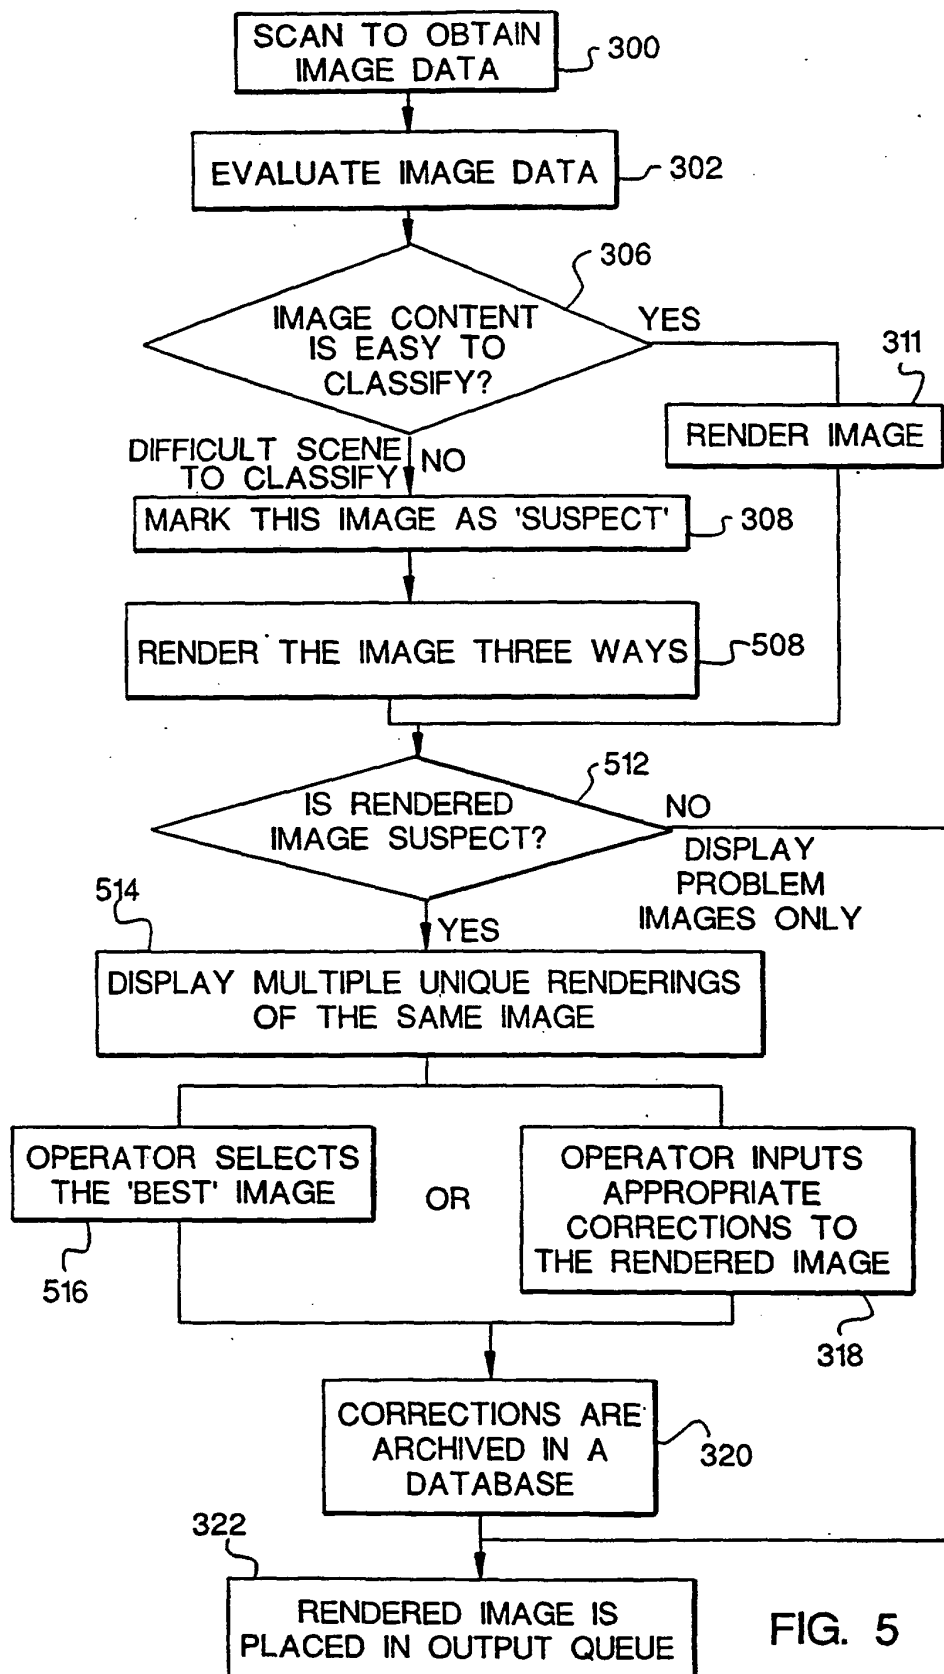 SCAN TO OBTAIN
IMAGE DATA
300
EVALUATE IMAGE DATA
302
306
IMAGE CONTENT
IS EASY TO
CLASSIFY?
YES
311
RENDER IMAGE
DIFFICULT SCENE
TO CLASSIFY
NO
MARK THIS IMAGE AS 'SUSPECT'
308
RENDER THE IMAGE THREE WAYS
508
512
IS RENDERED
IMAGE SUSPECT?
NO
DISPLAY
PROBLEM
IMAGES ONLY
514
YES
DISPLAY MULTIPLE UNIQUE RENDERINGS
OF THE SAME IMAGE
OPERATOR SELECTS
THE 'BEST' IMAGE
516
OR
OPERATOR INPUTS
APPROPRIATE
CORRECTIONS TO
THE RENDERED IMAGE
318
CORRECTIONS ARE
ARCHIVED IN A
DATABASE
320
322
RENDERED IMAGE IS
PLACED IN OUTPUT QUEUE
FIG. 5